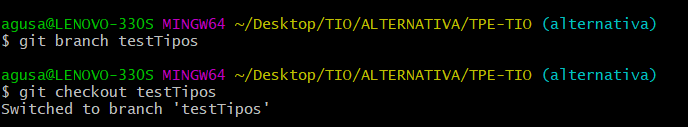 agusa@LENOVO-330S MINGW64 ~/Desktop/TIO/ALTERNATIVA/TPE-TIO (alternativa)
$ git branch testTipos
agusa@LENOVO-330S MINGW64 ~/Desktop/TIO/ALTERNATIVA/TPE-TIO (alternativa)
$ git checkout testTipos
Switched to branch 'testTipos'